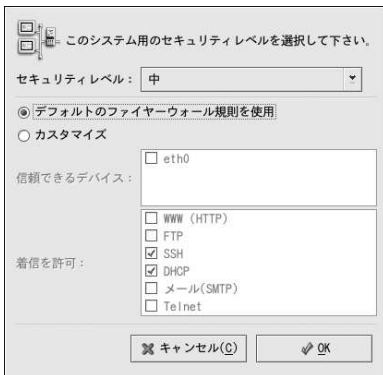 このシステム用のセキュリティレベルを選択して下さい。
セキュリティレベル： 中
デフォルトのファイヤーウォール規則を使用
カスタマイズ
信頼できるデバイス：
eth0
着信を許可：
WWW (HTTP)
FTP
SSH
DHCP
メール(SMTP)
Telnet
キャンセル(C) OK